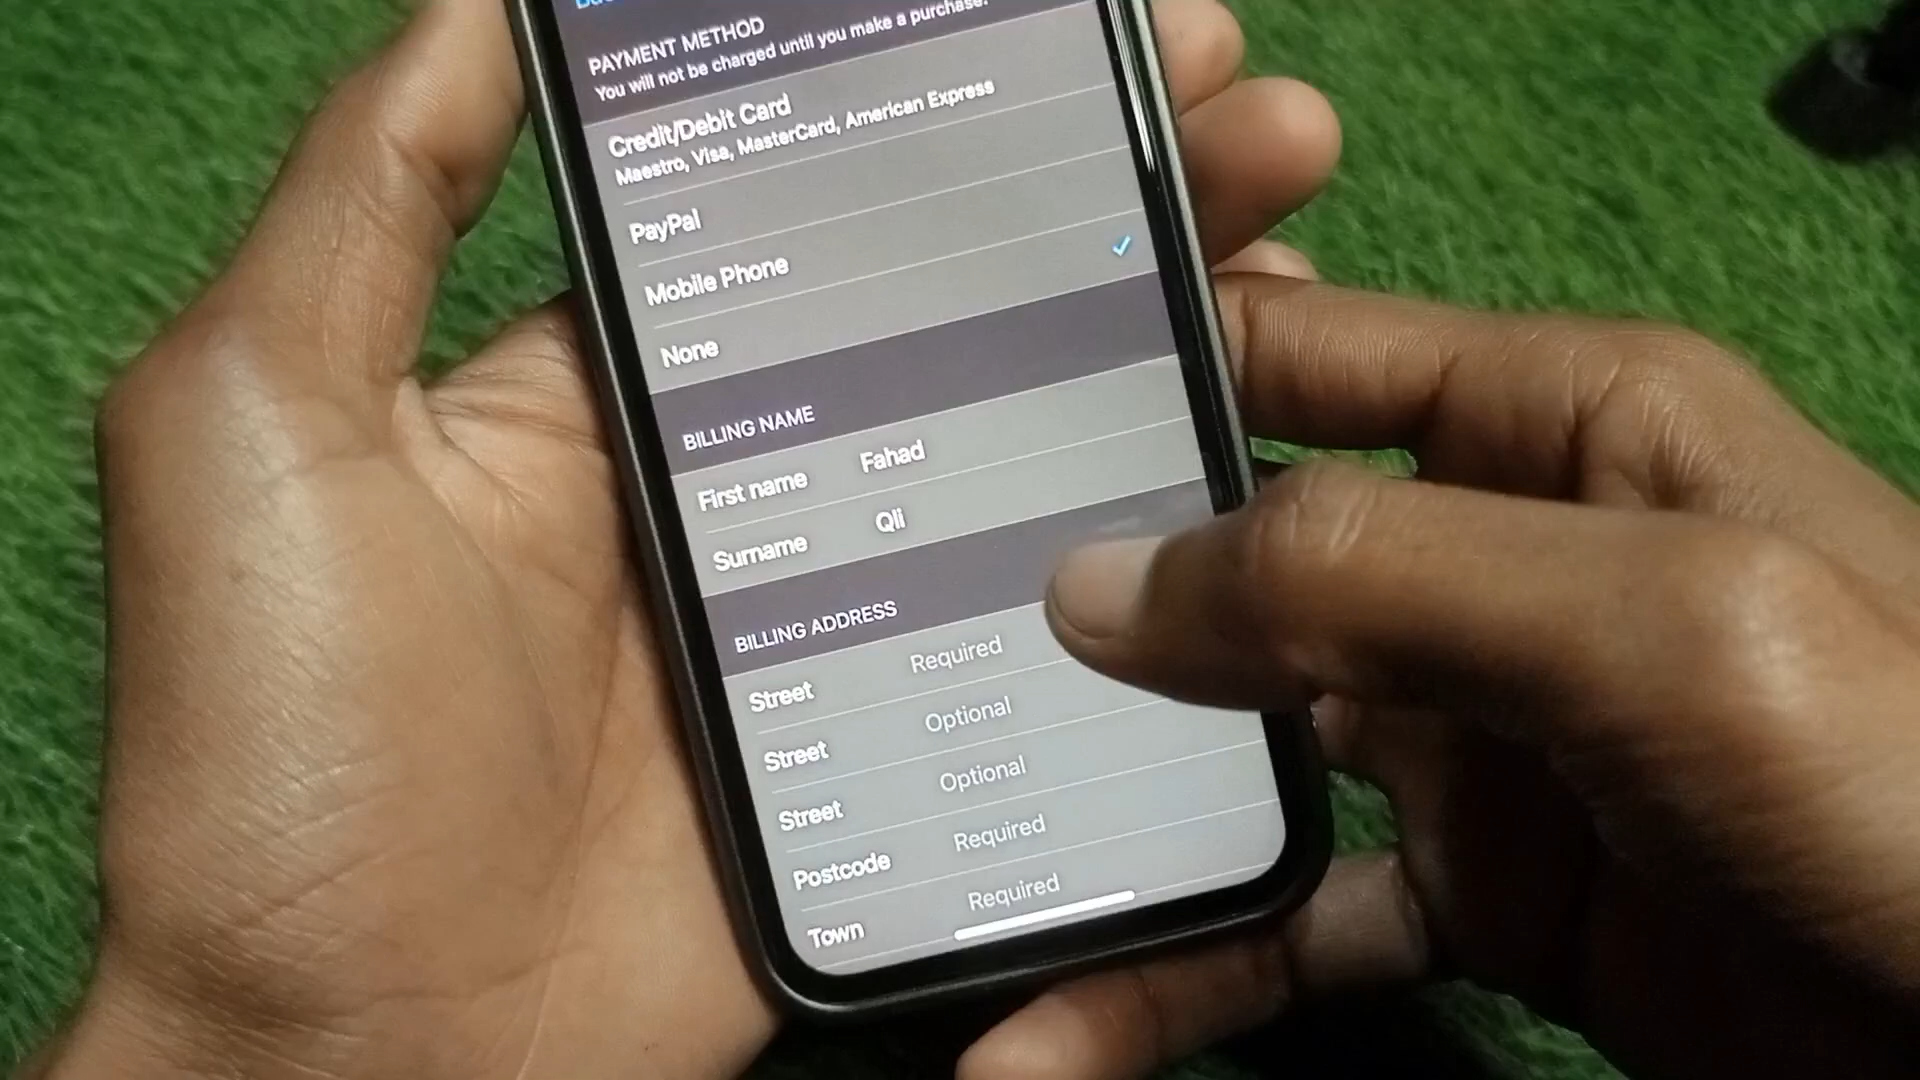 PAYMENT METHOD
You will not be charged until you make a purchase.
Credit/Debit Card
Maestro, Visa, MasterCard, American Express
PayPal
Mobile Phone
None
BILLING NAME
First name Fahad
Surname Qli
BILLING ADDRESS
Street Required
Street Optional
Street Optional
Postcode Required
Town Required